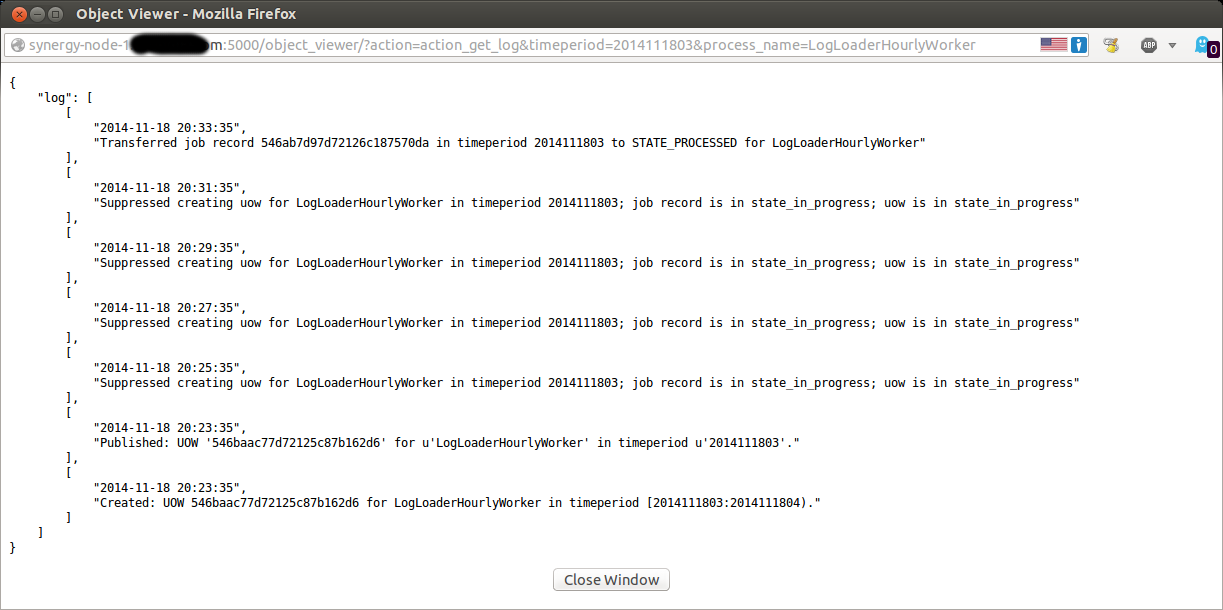 Object Viewer - Mozilla Firefox
synergy-node-1 m:5000/object_viewer/?action=action_get_log&timeperiod=2014111803&process_name=LogLoaderHourlyWorker
ABP
0
{
    "log": [
        [
            "2014-11-18 20:33:35",
            "Transferred job record 546ab7d97d72126c187570da in timeperiod 2014111803 to STATE_PROCESSED for LogLoaderHourlyWorker"
        ],
        [
            "2014-11-18 20:31:35",
            "Suppressed creating uow for LogLoaderHourlyWorker in timeperiod 2014111803; job record is in state_in_progress; uow is in state_in_progress"
        ],
        [
            "2014-11-18 20:29:35",
            "Suppressed creating uow for LogLoaderHourlyWorker in timeperiod 2014111803; job record is in state_in_progress; uow is in state_in_progress"
        ],
        [
            "2014-11-18 20:27:35",
            "Suppressed creating uow for LogLoaderHourlyWorker in timeperiod 2014111803; job record is in state_in_progress; uow is in state_in_progress"
        ],
        [
            "2014-11-18 20:25:35",
            "Suppressed creating uow for LogLoaderHourlyWorker in timeperiod 2014111803; job record is in state_in_progress; uow is in state_in_progress"
        ],
        [
            "2014-11-18 20:23:35",
            "Published: UOW '546baac77d72125c87b162d6' for u'LogLoaderHourlyWorker' in timeperiod u'2014111803'."
        ],
        [
            "2014-11-18 20:23:35",
            "Created: UOW 546baac77d72125c87b162d6 for LogLoaderHourlyWorker in timeperiod [2014111803:2014111804)."
        ]
    ]
}
Close Window